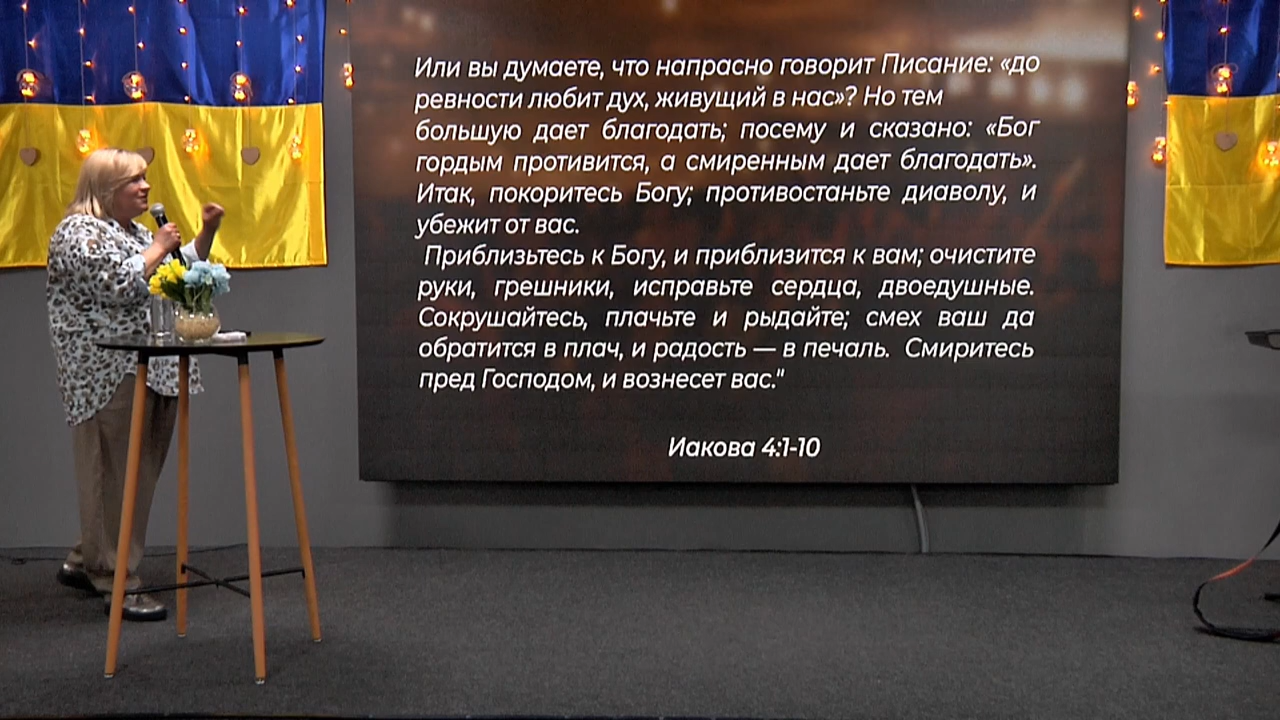 Или вы думаете, что напрасно говорит Писание: «до
ревности любит дух, живущий в нас»? Но тем
большую дает благодать; посему и сказано: «Бог
гордым противится, а смиренным дает благодать».
Итак, покоритесь Богу; противостаньте диаволу, и
убежит от вас.
Приблизьтесь к Богу, и приблизится к вам; очистите
руки, грешники, исправьте сердца, двоедушные.
Сокрушайтесь, плачьте и рыдайте; смех ваш да
обратится в плач, и радость — в печаль. Смиритесь
пред Господом, и вознесет вас."
Иакова 4:1-10